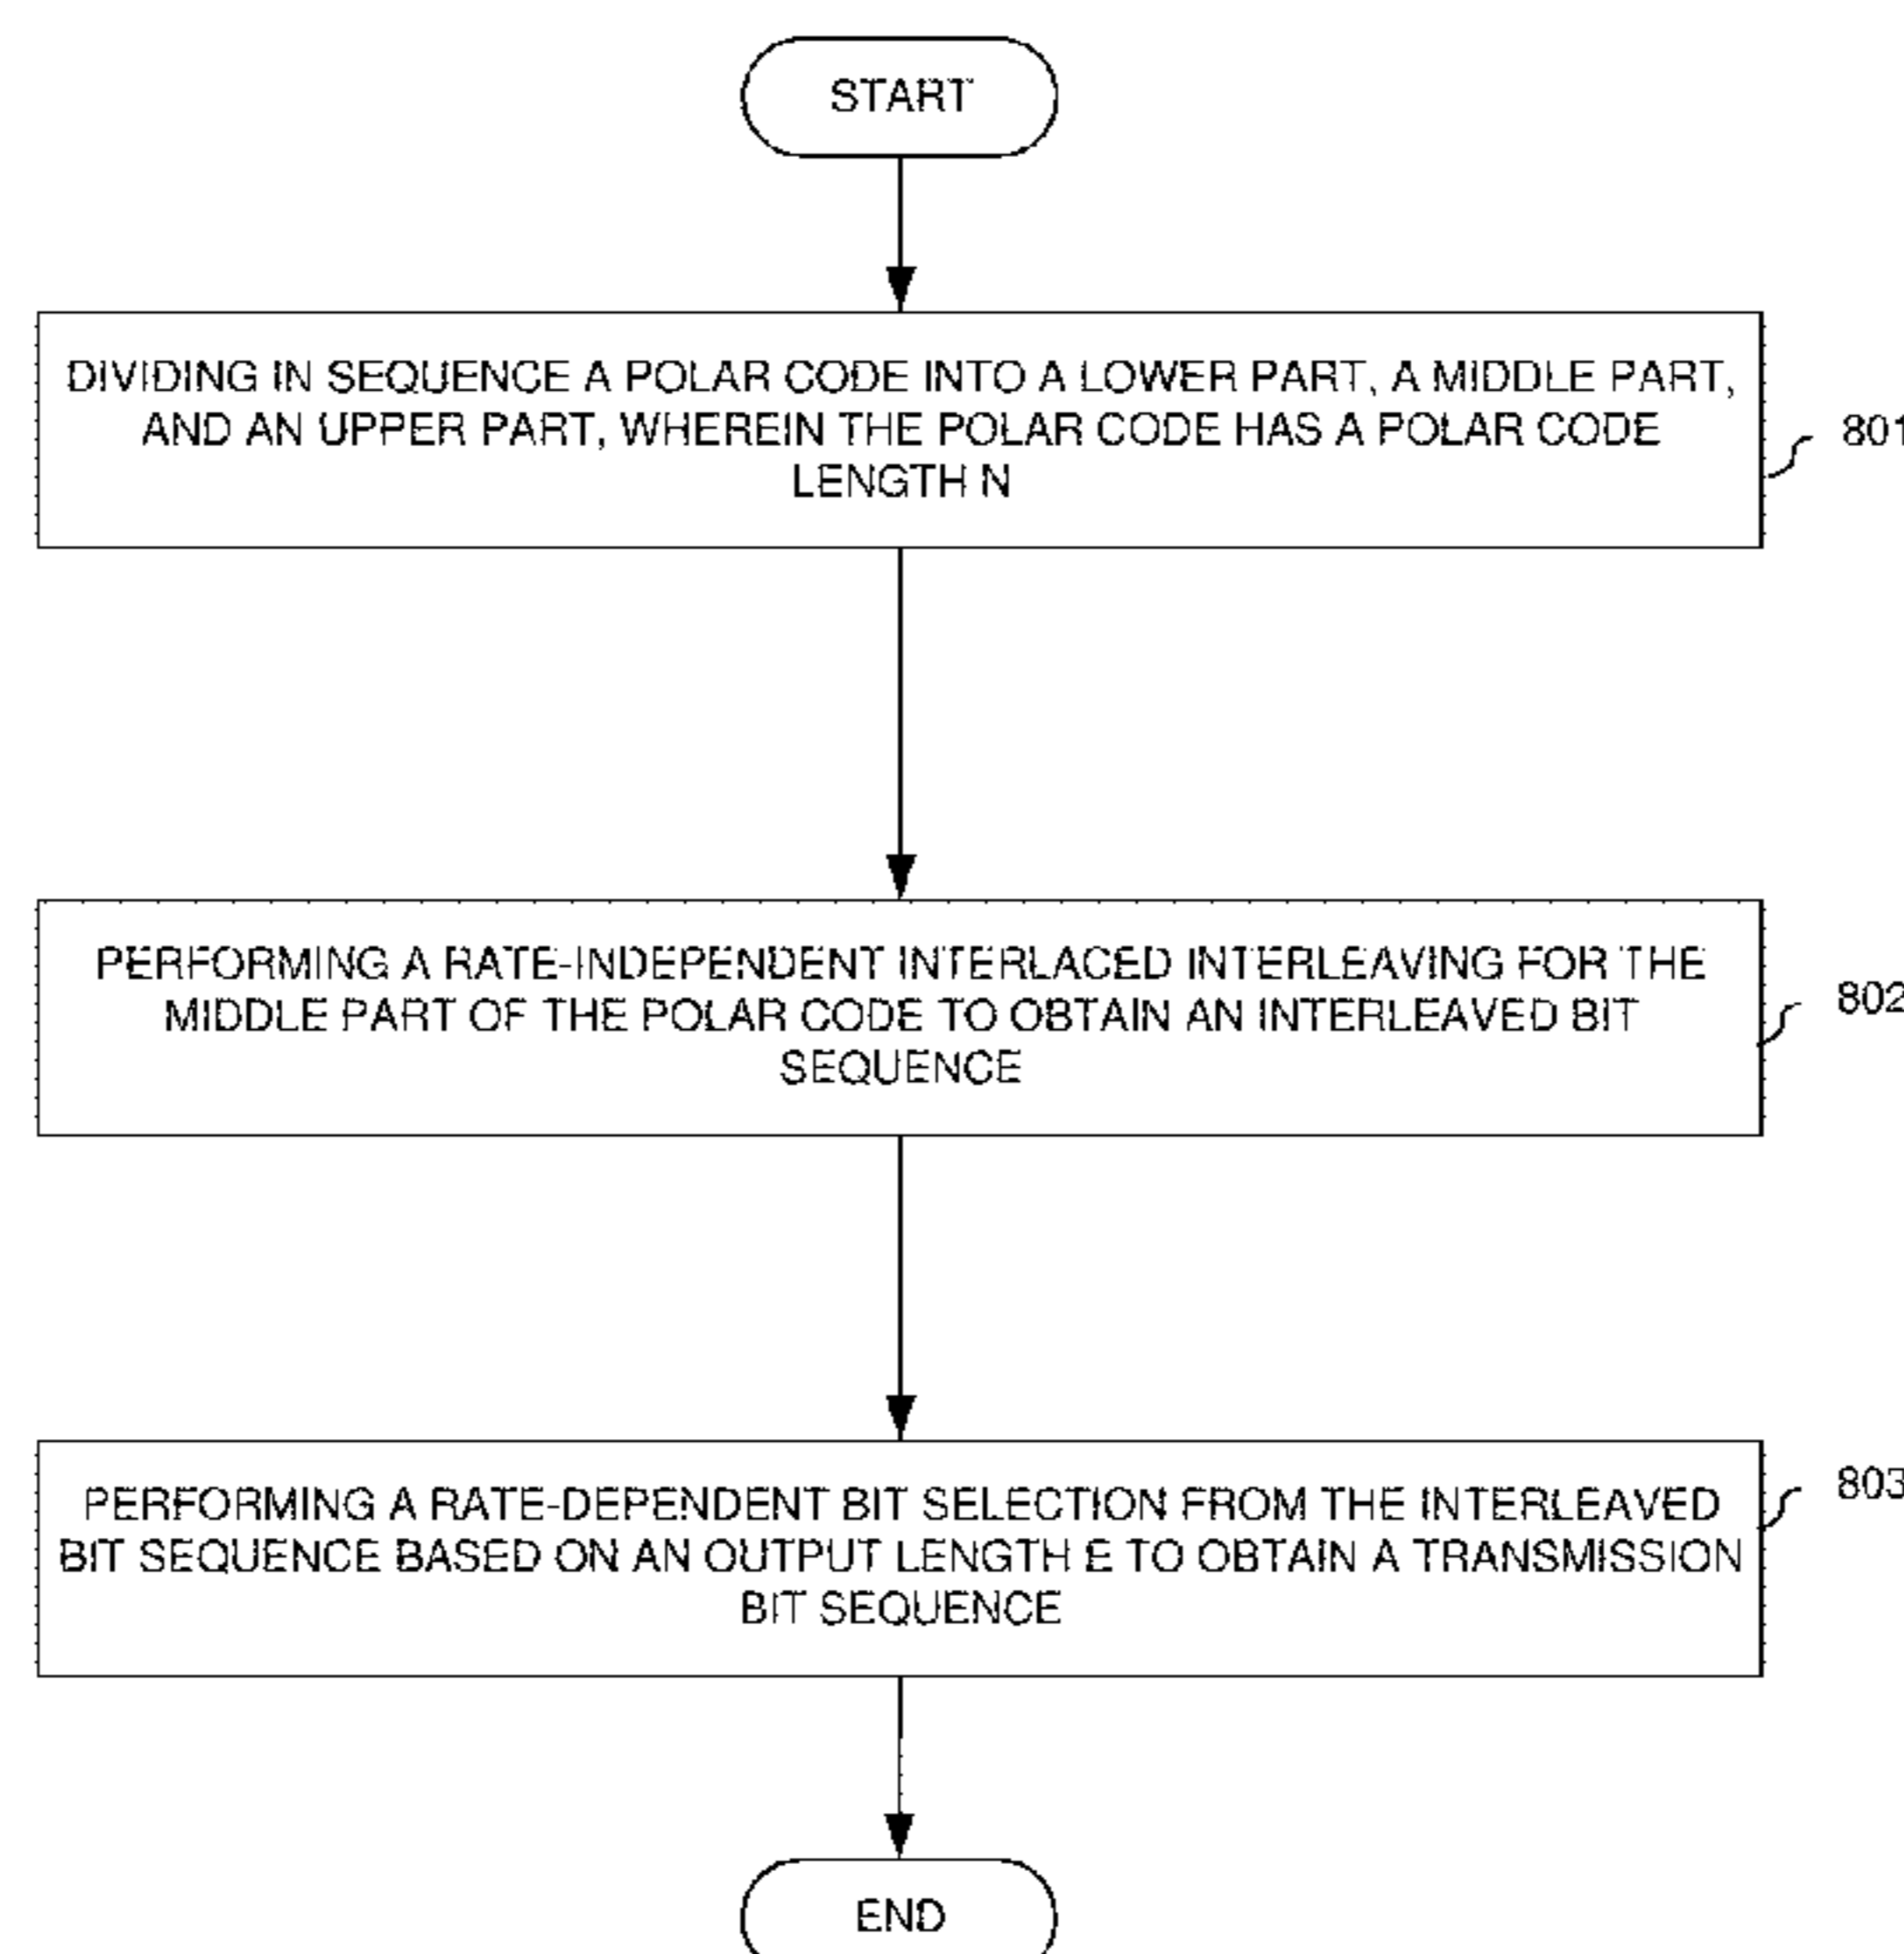 START
DIVIDING IN SEQUENCE A POLAR CODE INTO A LOWER PART, A MIDDLE PART,
AND AN UPPER PART, WHEREIN THE POLAR CODE HAS A POLAR CODE
LENGTH N
801
PERFORMING A RATE-INDEPENDENT INTERLACED INTERLEAVING FOR THE
MIDDLE PART OF THE POLAR CODE TO OBTAIN AN INTERLEAVED BIT
SEQUENCE
802
PERFORMING A RATE-DEPENDENT BIT SELECTION FROM THE INTERLEAVED
BIT SEQUENCE BASED ON AN OUTPUT LENGTH E TO OBTAIN A TRANSMISSION
BIT SEQUENCE
803
END